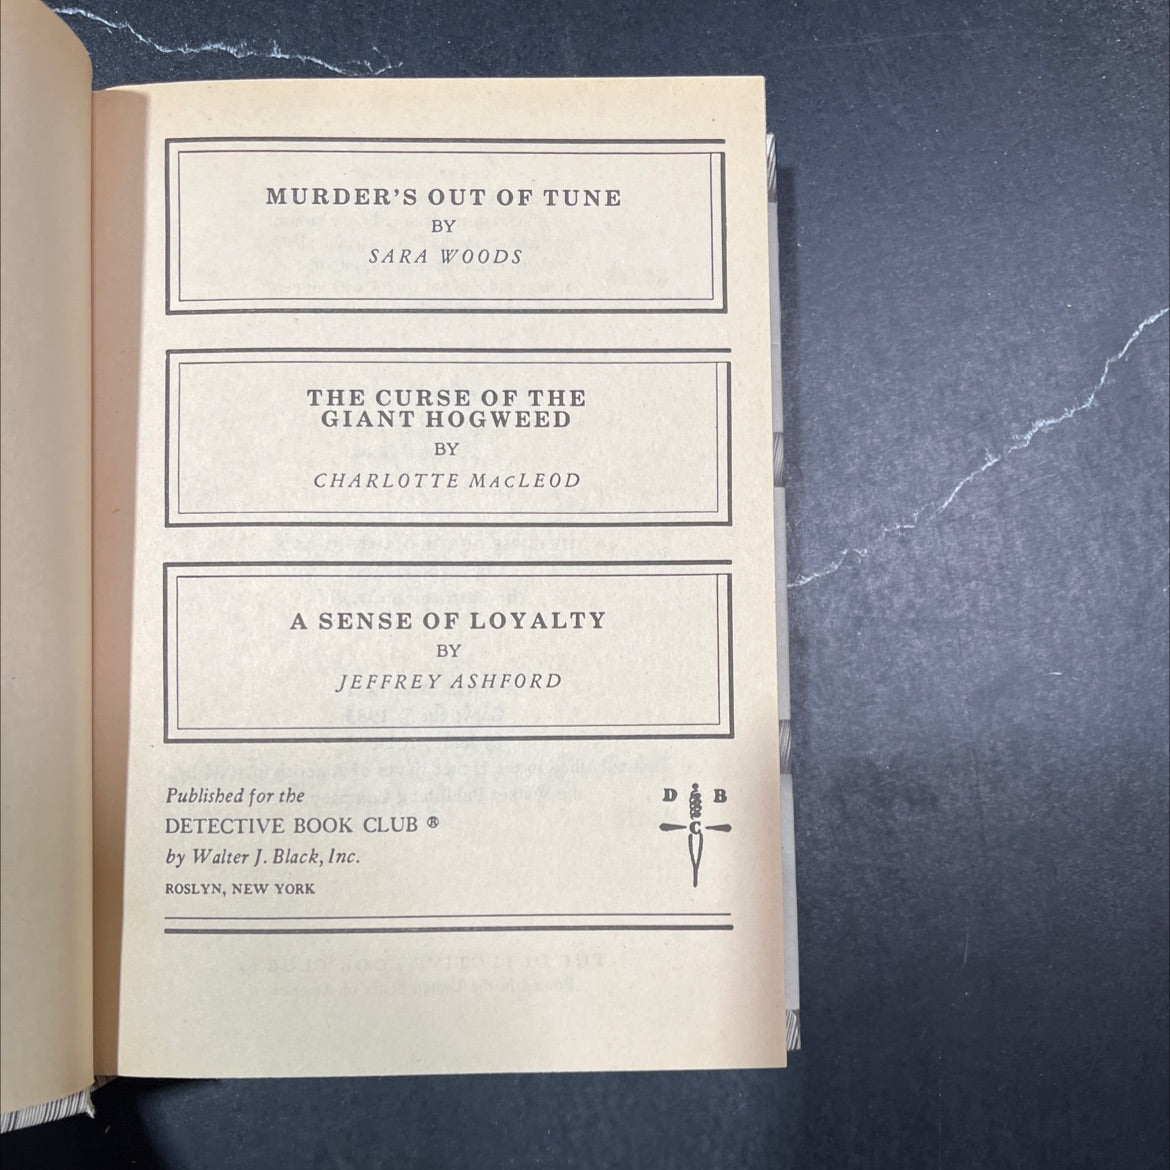 MURDER'S OUT OF TUNE
BY
SARA WOODS
THE CURSE OF THE
GIANT HOGWEED
BY
CHARLOTTE MACLEOD
A SENSE OF LOYALTY
BY
JEFFREY ASHFORD
Published for the
DETECTIVE BOOK CLUB ®
by Walter J. Black, Inc.
ROSLYN, NEW YORK
D B
C